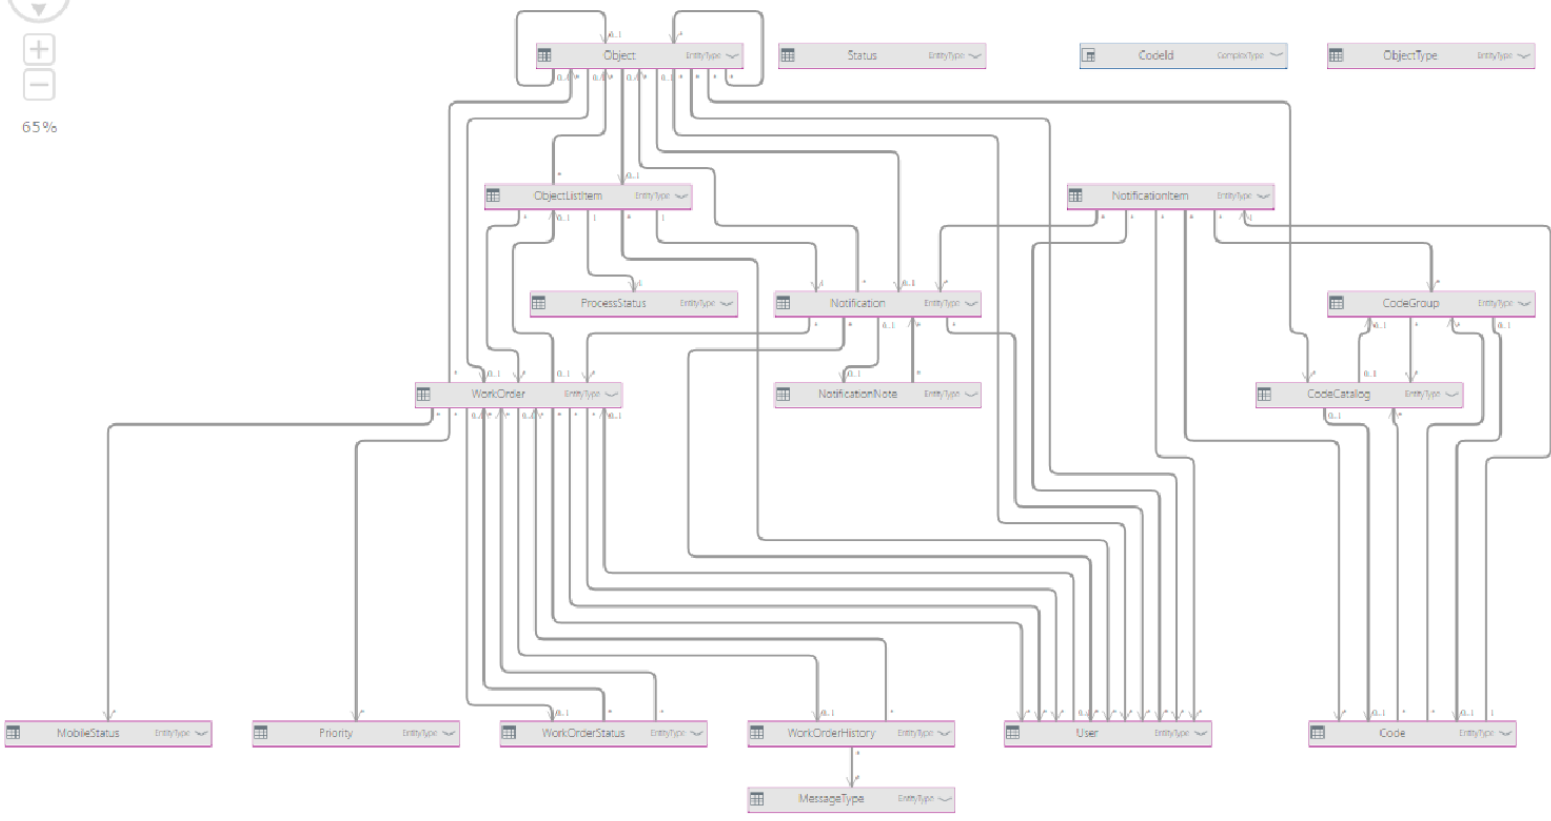 Object EntityType
Status EntityType
CodeId ComplexType
ObjectType EntityType
65%
ObjectListItem EntityType
NotificationItem EntityType
ProcessStatus EntityType
Notification EntityType
CodeGroup EntityType
WorkOrder EntityType
NotificationNote EntityType
CodeCatalog EntityType
MobileStatus EntityType
Priority EntityType
WorkOrderStatus EntityType
WorkOrderHistory EntityType
User EntityType
Code EntityType
MessageType EntityType